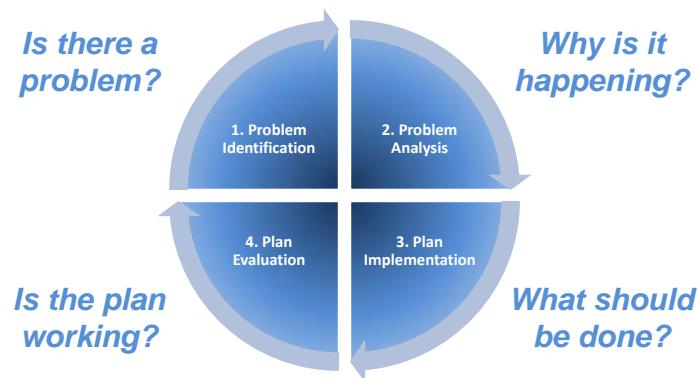 Is there a
problem?
Why is it
happening?
1. Problem
Identification
2. Problem
Analysis
4. Plan
Evaluation
3. Plan
Implementation
Is the plan
working?
What should
be done?